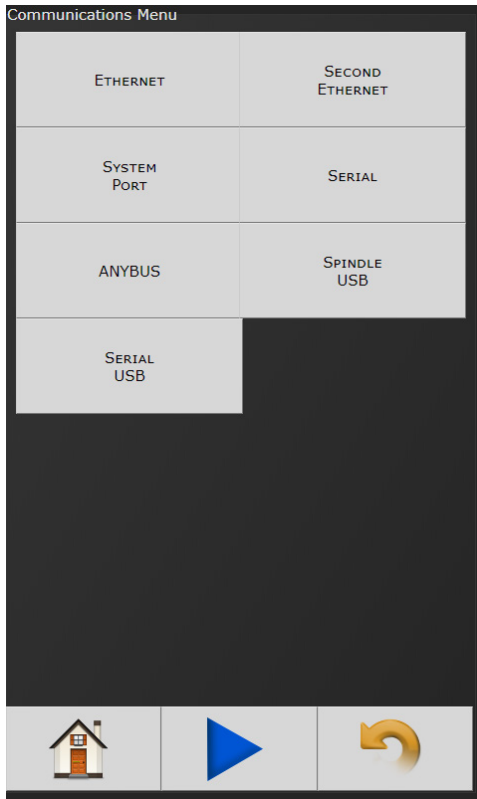 Communications Menu
Ethernet
Second
Ethernet
System
Port
Serial
ANYBUS
Spindle
USB
Serial
USB